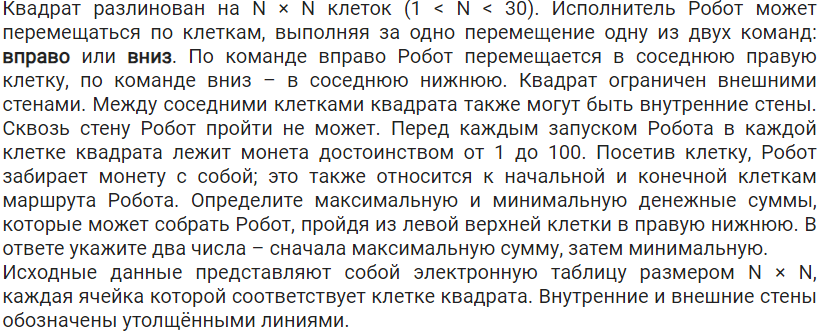 Квадрат разлинован на N × N клеток (1 < N < 30). Исполнитель Робот может
перемещаться по клеткам, выполняя за одно перемещение одну из двух команд:
вправо или вниз. По команде вправо Робот перемещается в соседнюю правую
клетку, по команде вниз – в соседнюю нижнюю. Квадрат ограничен внешними
стенами. Между соседними клетками квадрата также могут быть внутренние стены.
Сквозь стену Робот пройти не может. Перед каждым запуском Робота в каждой
клетке квадрата лежит монета достоинством от 1 до 100. Посетив клетку, Робот
забирает монету с собой; это также относится к начальной и конечной клеткам
маршрута Робота. Определите максимальную и минимальную денежные суммы,
которые может собрать Робот, пройдя из левой верхней клетки в правую нижнюю. В
ответе укажите два числа – сначала максимальную сумму, затем минимальную.
Исходные данные представляют собой электронную таблицу размером N × N,
каждая ячейка которой соответствует клетке квадрата. Внутренние и внешние стены
обозначены утолщёнными линиями.